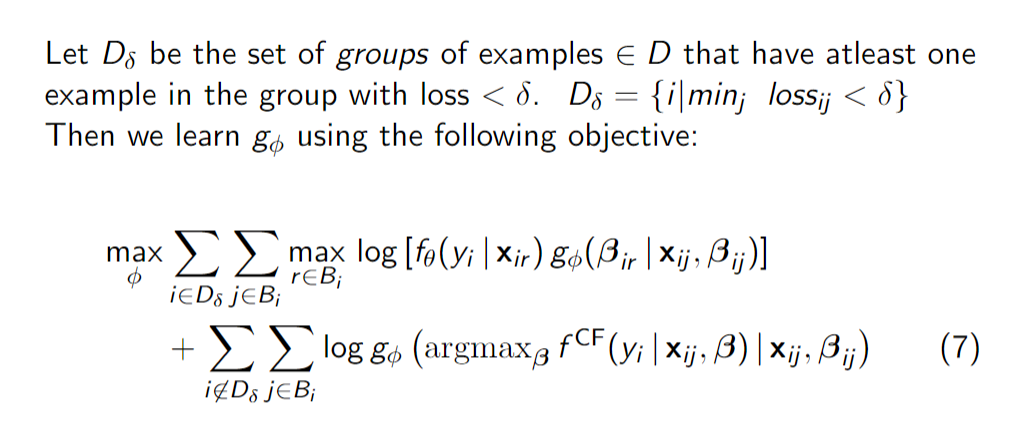 Let D_δ be the set of groups of examples ∈ D that have atleast one
example in the group with loss < δ. D_δ = {i|min_j loss_ij < δ}
Then we learn g_ϕ using the following objective:
max_ϕ ∑_{i∈D_δ} ∑_{j∈B_i} max_{r∈B_i} log [f_θ(y_i | x_ir) g_ϕ(β_ir | x_ij, β_ij)]
+ ∑_{i∉D_δ} ∑_{j∈B_i} log g_ϕ (argmax_β f^CF(y_i | x_ij, β) | x_ij, β_ij) (7)